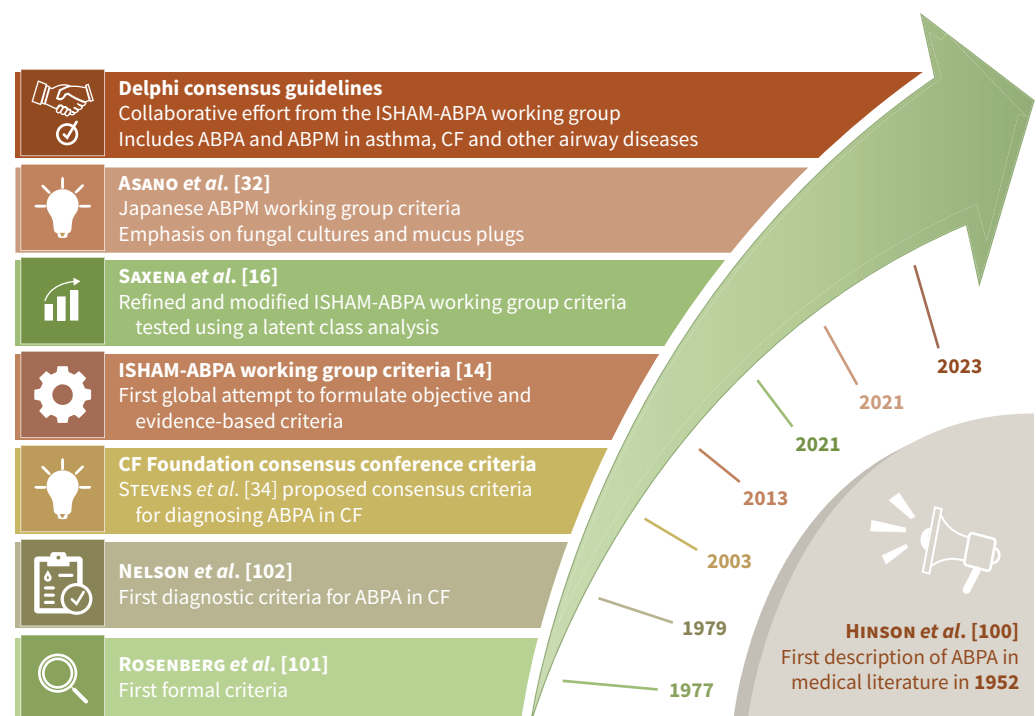 Delphi consensus guidelines
Collaborative effort from the ISHAM-ABPA working group
Includes ABPA and ABPM in asthma, CF and other airway diseases
ASANO et al. [32]
Japanese ABPM working group criteria
Emphasis on fungal cultures and mucus plugs
SAXENA et al. [16]
Refined and modified ISHAM-ABPA working group criteria
tested using a latent class analysis
ISHAM-ABPA working group criteria [14]
First global attempt to formulate objective and
evidence-based criteria
CF Foundation consensus conference criteria
STEVENS et al. [34] proposed consensus criteria
for diagnosing ABPA in CF
NELSON et al. [102]
First diagnostic criteria for ABPA in CF
ROSENBERG et al. [101]
First formal criteria
2023
2021
2021
2013
2003
1979
1977
HINSON et al. [100]
First description of ABPA in
medical literature in 1952